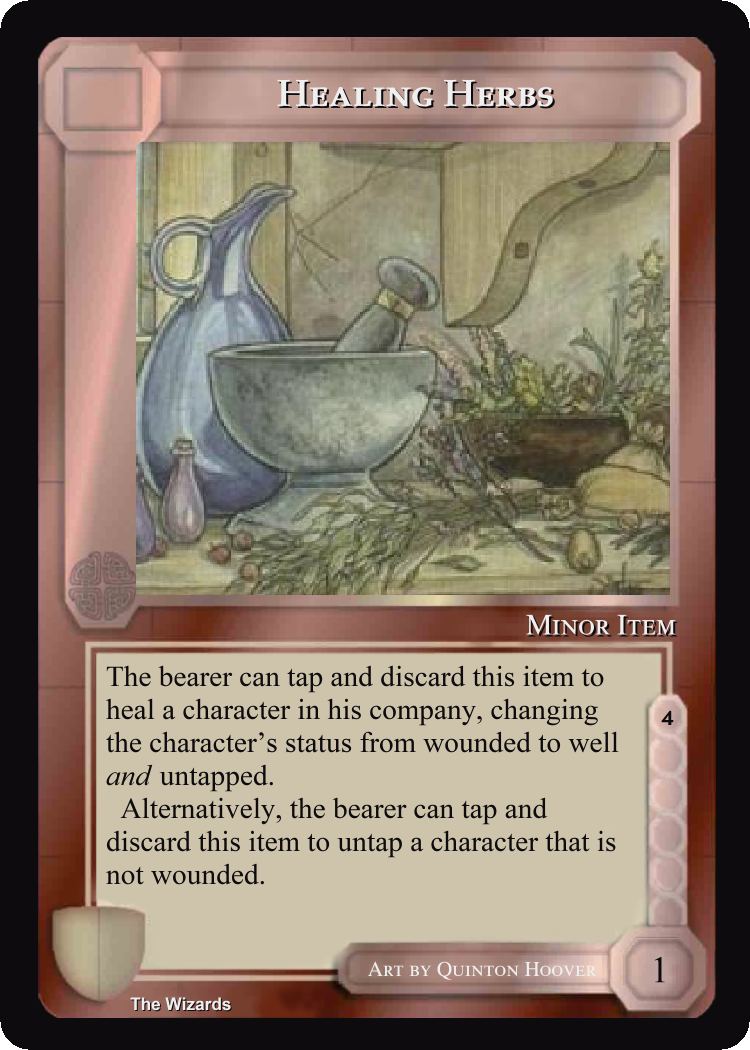 Healing Herbs
Minor Item
The bearer can tap and discard this item to
heal a character in his company, changing
the character’s status from wounded to well
and untapped.
Alternatively, the bearer can tap and
discard this item to untap a character that is
not wounded.
4
Art by Quinton Hoover
1
The Wizards